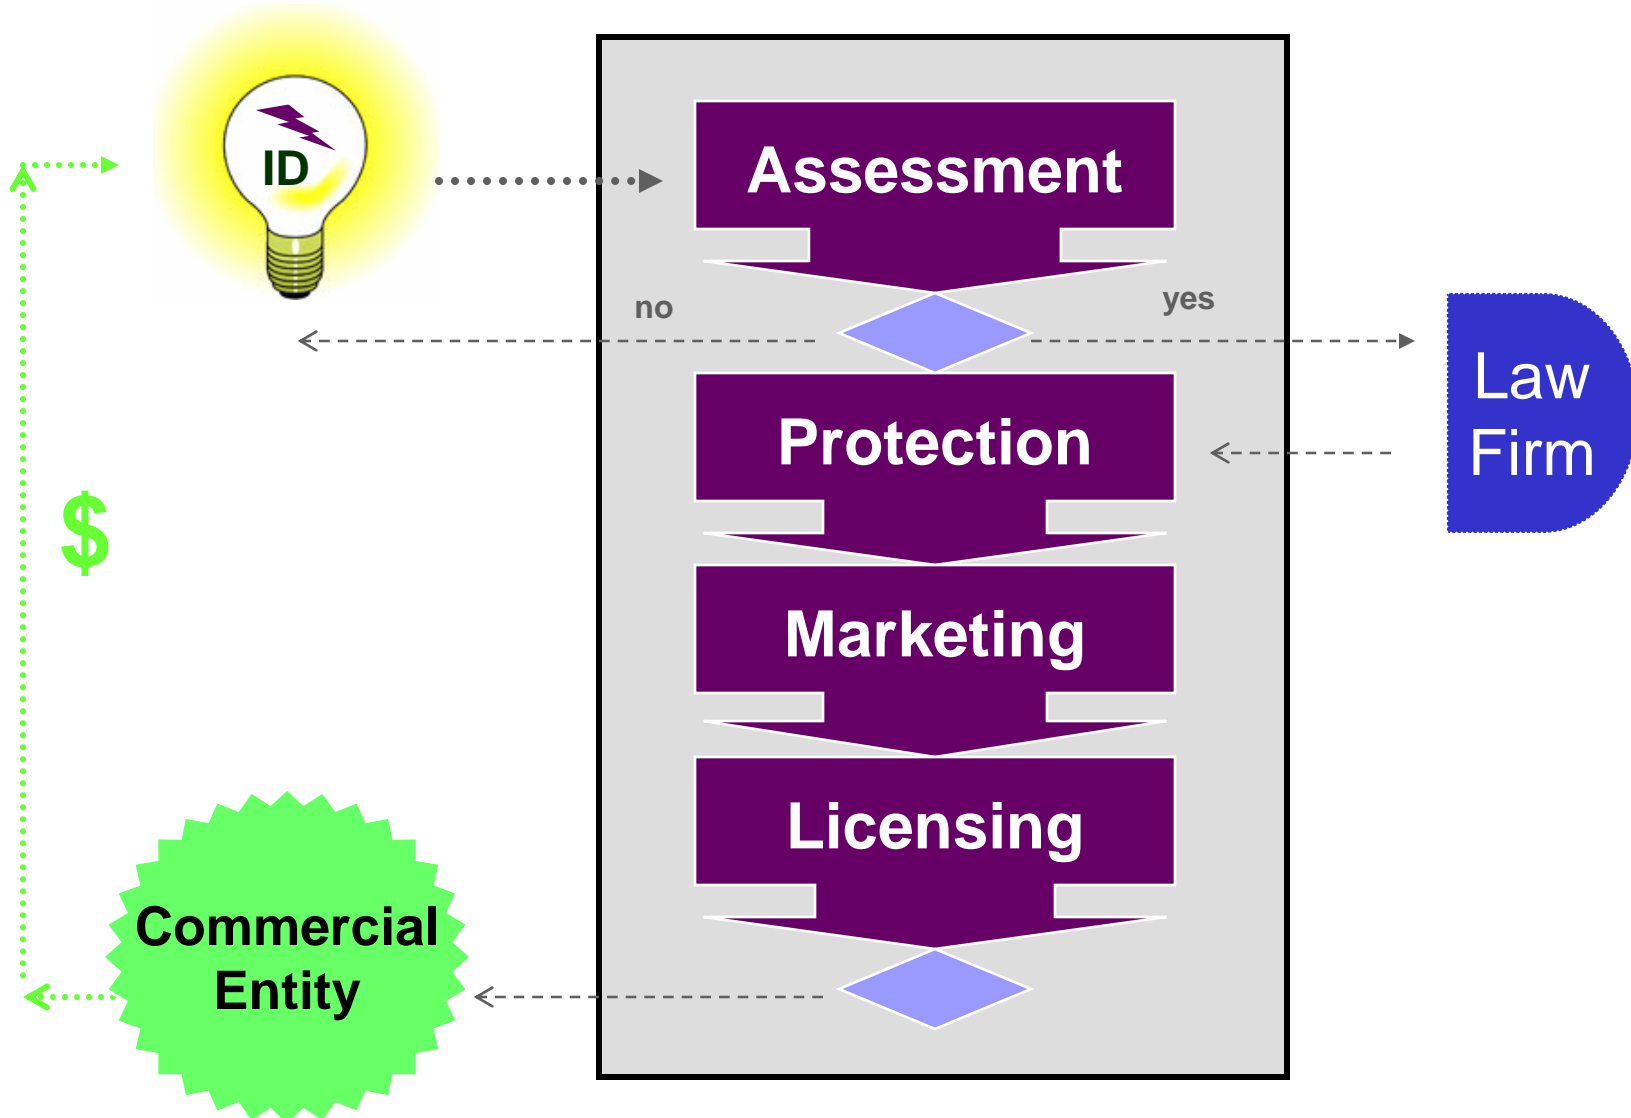 ID
Assessment
no
yes
Law
Firm
Protection
$
Marketing
Licensing
Commercial
Entity